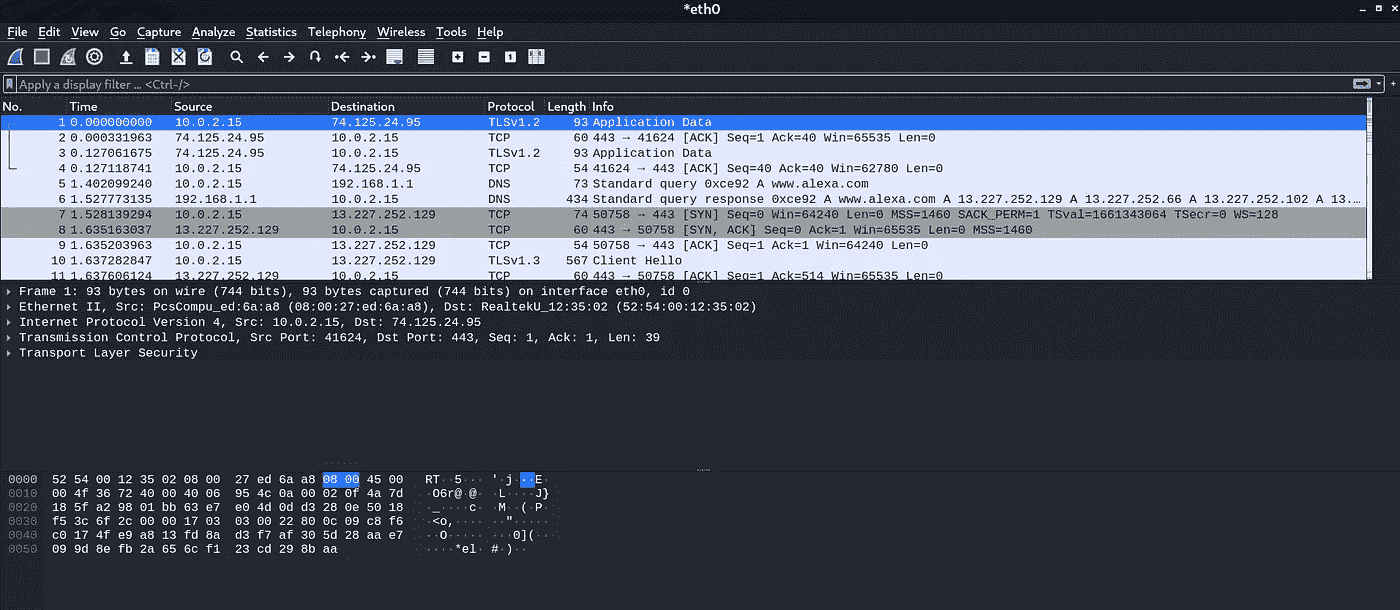 *eth0
File Edit View Go Capture Analyze Statistics Telephony Wireless Tools Help
Apply a display filter … <Ctrl-/>
No. Time Source Destination Protocol Length Info
1 0.000000000 10.0.2.15 74.125.24.95 TLSv1.2 93 Application Data
2 0.000331963 74.125.24.95 10.0.2.15 TCP 60 443 → 41624 [ACK] Seq=1 Ack=40 Win=65535 Len=0
3 0.127061675 74.125.24.95 10.0.2.15 TLSv1.2 93 Application Data
4 0.127118741 10.0.2.15 74.125.24.95 TCP 54 41624 → 443 [ACK] Seq=40 Ack=40 Win=62780 Len=0
5 1.402099240 10.0.2.15 192.168.1.1 DNS 73 Standard query 0xce92 A www.alexa.com
6 1.527773135 192.168.1.1 10.0.2.15 DNS 434 Standard query response 0xce92 A www.alexa.com A 13.227.252.129 A 13.227.252.66 A 13.227.252.102 A 13.…
7 1.528139294 10.0.2.15 13.227.252.129 TCP 74 50758 → 443 [SYN] Seq=0 Win=64240 Len=0 MSS=1460 SACK_PERM=1 TSval=1661343064 TSecr=0 WS=128
8 1.635163037 13.227.252.129 10.0.2.15 TCP 60 443 → 50758 [SYN, ACK] Seq=0 Ack=1 Win=65535 Len=0 MSS=1460
9 1.635203963 10.0.2.15 13.227.252.129 TCP 54 50758 → 443 [ACK] Seq=1 Ack=1 Win=64240 Len=0
10 1.637282847 10.0.2.15 13.227.252.129 TLSv1.3 567 Client Hello
11 1.637606124 13.227.252.129 10.0.2.15 TCP 60 443 → 50758 [ACK] Seq=1 Ack=514 Win=65535 Len=0
Frame 1: 93 bytes on wire (744 bits), 93 bytes captured (744 bits) on interface eth0, id 0
Ethernet II, Src: PcsCompu_ed:6a:a8 (08:00:27:ed:6a:a8), Dst: RealtekU_12:35:02 (52:54:00:12:35:02)
Internet Protocol Version 4, Src: 10.0.2.15, Dst: 74.125.24.95
Transmission Control Protocol, Src Port: 41624, Dst Port: 443, Seq: 1, Ack: 1, Len: 39
Transport Layer Security
0000 52 54 00 12 35 02 08 00 27 ed 6a a8 08 00 45 00 RT··5···'·j···E·
0010 00 4f 36 72 40 00 40 06 95 4c 0a 00 02 0f 4a 7d ·O6r@·@··L····J}
0020 18 5f a2 98 01 bb 63 e7 e0 4d 0d d3 28 0e 50 18 ·_····c··M··(·P·
0030 f5 3c 6f 2c 00 00 17 03 03 00 22 80 0c 09 c8 f6 ·<o,······"·····
0040 c0 17 4f e9 a8 13 fd 8a d3 f7 af 30 5d 28 aa e7 ··O········0](··
0050 09 9d 8e fb 2a 65 6c f1 23 cd 29 8b aa ····*el·#·)··